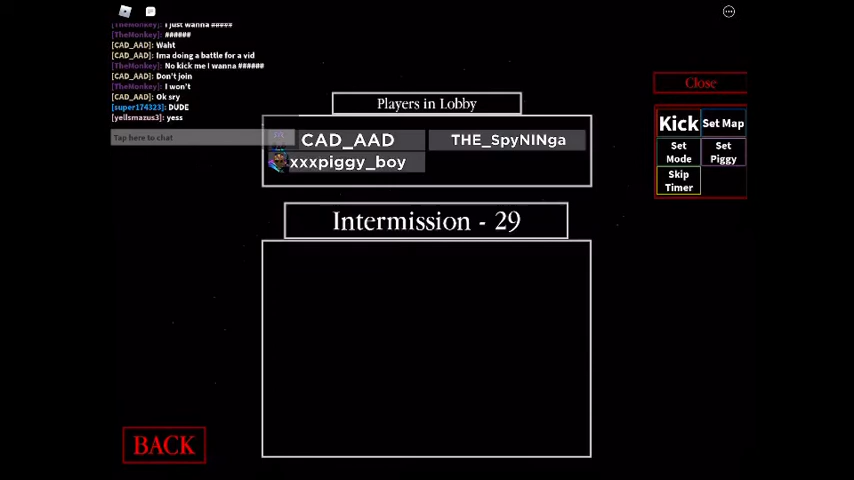 [TheMonkey]: I just wanna #####
[TheMonkey]: ######
[CAD_AAD]: Waht
[CAD_AAD]: Ima doing a battle for a vid
[TheMonkey]: No kick me I wanna ######
[CAD_AAD]: Don't join
[TheMonkey]: I won't
[CAD_AAD]: Ok sry
[super174323]: DUDE
[yellsmazus3]: yess
Tap here to chat
Players in Lobby
CAD_AAD
THE_SpyNINga
xxxpiggy_boy
Intermission - 29
Close
Kick
Set Map
Set
Mode
Set
Piggy
Skip
Timer
BACK